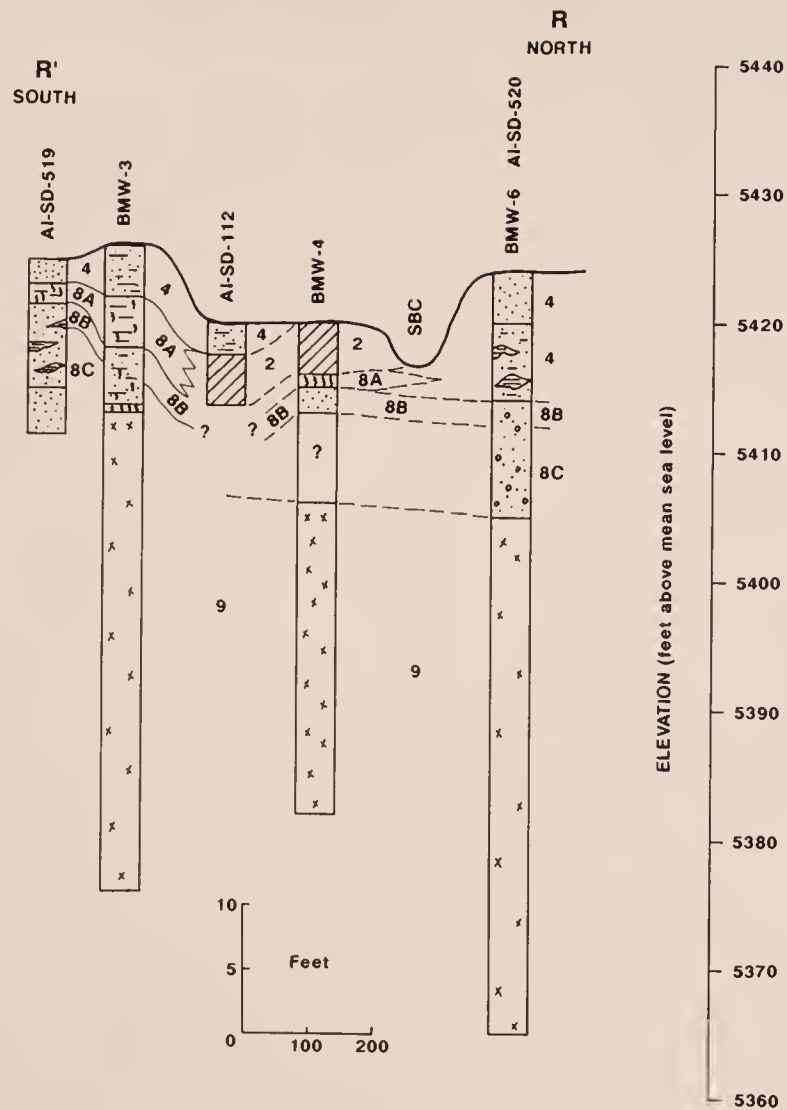 R
NORTH
R'
SOUTH
AI-SD-519
BMW-3
AI-SD-112
BMW-4
SBC
BMW-6
AI-SD-520
5440
5430
5420
5410
5400
5390
5380
5370
5360
ELEVATION (feet above mean sea level)
4
8A
8B
8C
4
8A
8B
?
4
2
?
8B
2
8A
8B
?
4
4
8B
8C
9
9
10
5
0
Feet
100
200